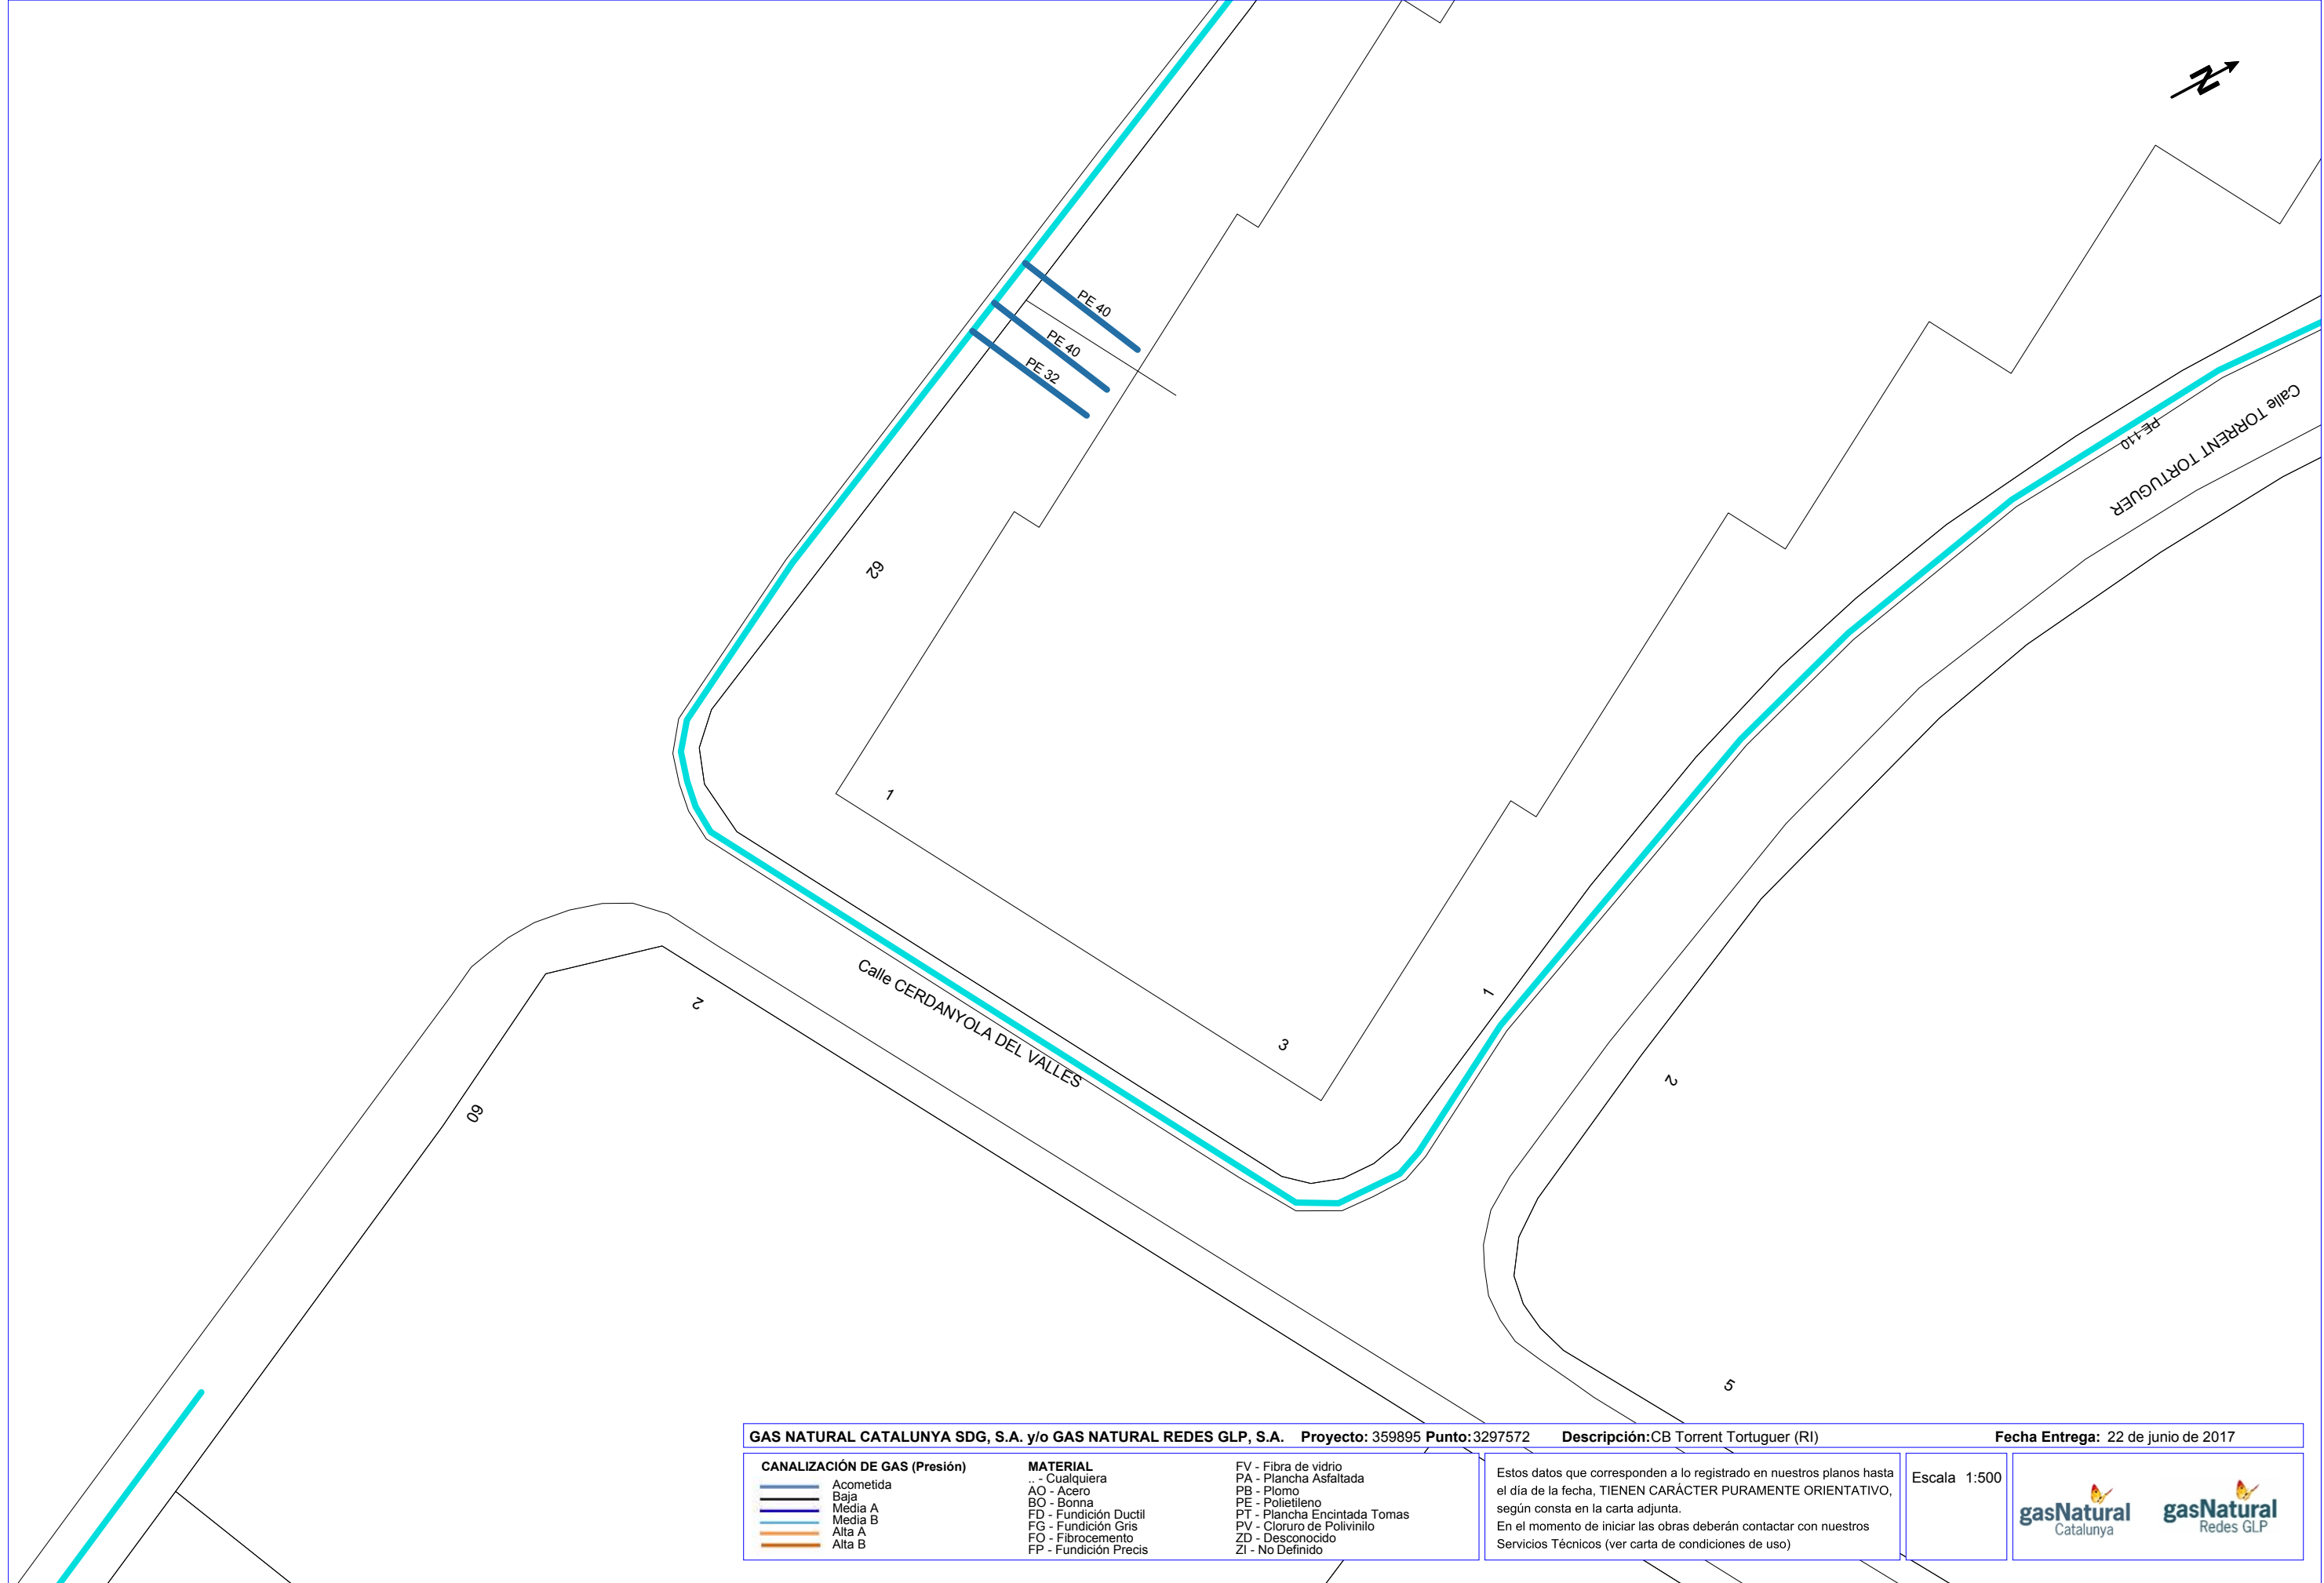 N
PE 40
PE 40
PE 32
Calle TORRENT TORTUGUER
PE 110
62
1
1
2
Calle CERDANYOLA DEL VALLES
3
2
60
5
GAS NATURAL CATALUNYA SDG, S.A. y/o GAS NATURAL REDES GLP, S.A. Proyecto: 359895 Punto:3297572 Descripción:CB Torrent Tortuguer (RI) Fecha Entrega: 22 de junio de 2017
CANALIZACIÓN DE GAS (Presión)
Acometida
Baja
Media A
Media B
Alta A
Alta B
MATERIAL
.. - Cualquiera
AO - Acero
BO - Bonna
FD - Fundición Ductil
FG - Fundición Gris
FO - Fibrocemento
FP - Fundición Precis
FV - Fibra de vidrio
PA - Plancha Asfaltada
PB - Plomo
PE - Polietileno
PT - Plancha Encintada Tomas
PV - Cloruro de Polivinilo
ZD - Desconocido
ZI - No Definido
Estos datos que corresponden a lo registrado en nuestros planos hasta
el día de la fecha, TIENEN CARÁCTER PURAMENTE ORIENTATIVO,
según consta en la carta adjunta.
En el momento de iniciar las obras deberán contactar con nuestros
Servicios Técnicos (ver carta de condiciones de uso)
Escala 1:500
gasNatural
Catalunya
gasNatural
Redes GLP